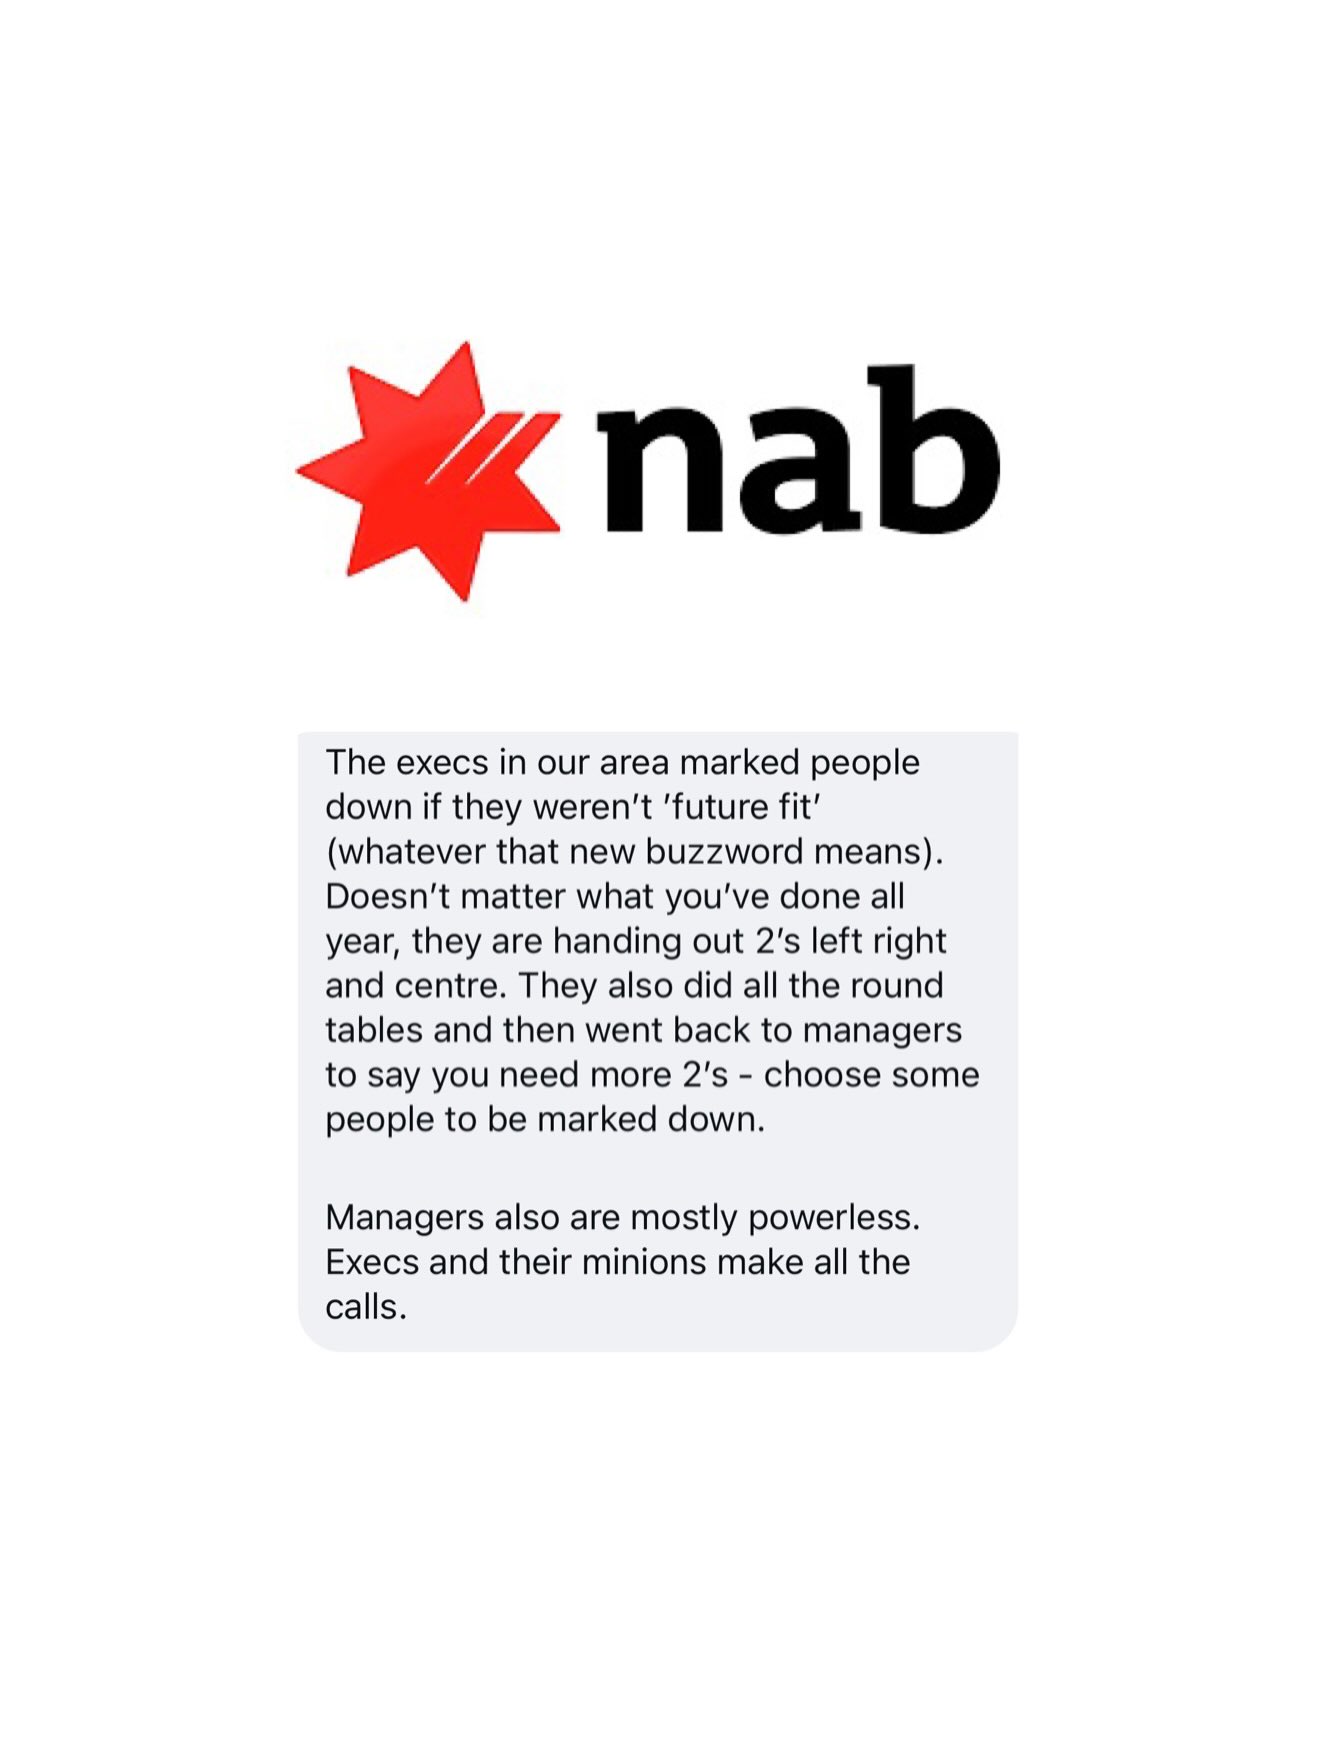 nab
The execs in our area marked people
down if they weren’t ’future fit’
(whatever that new buzzword means).
Doesn’t matter what you’ve done all
year, they are handing out 2’s left right
and centre. They also did all the round
tables and then went back to managers
to say you need more 2’s - choose some
people to be marked down.
Managers also are mostly powerless.
Execs and their minions make all the
calls.